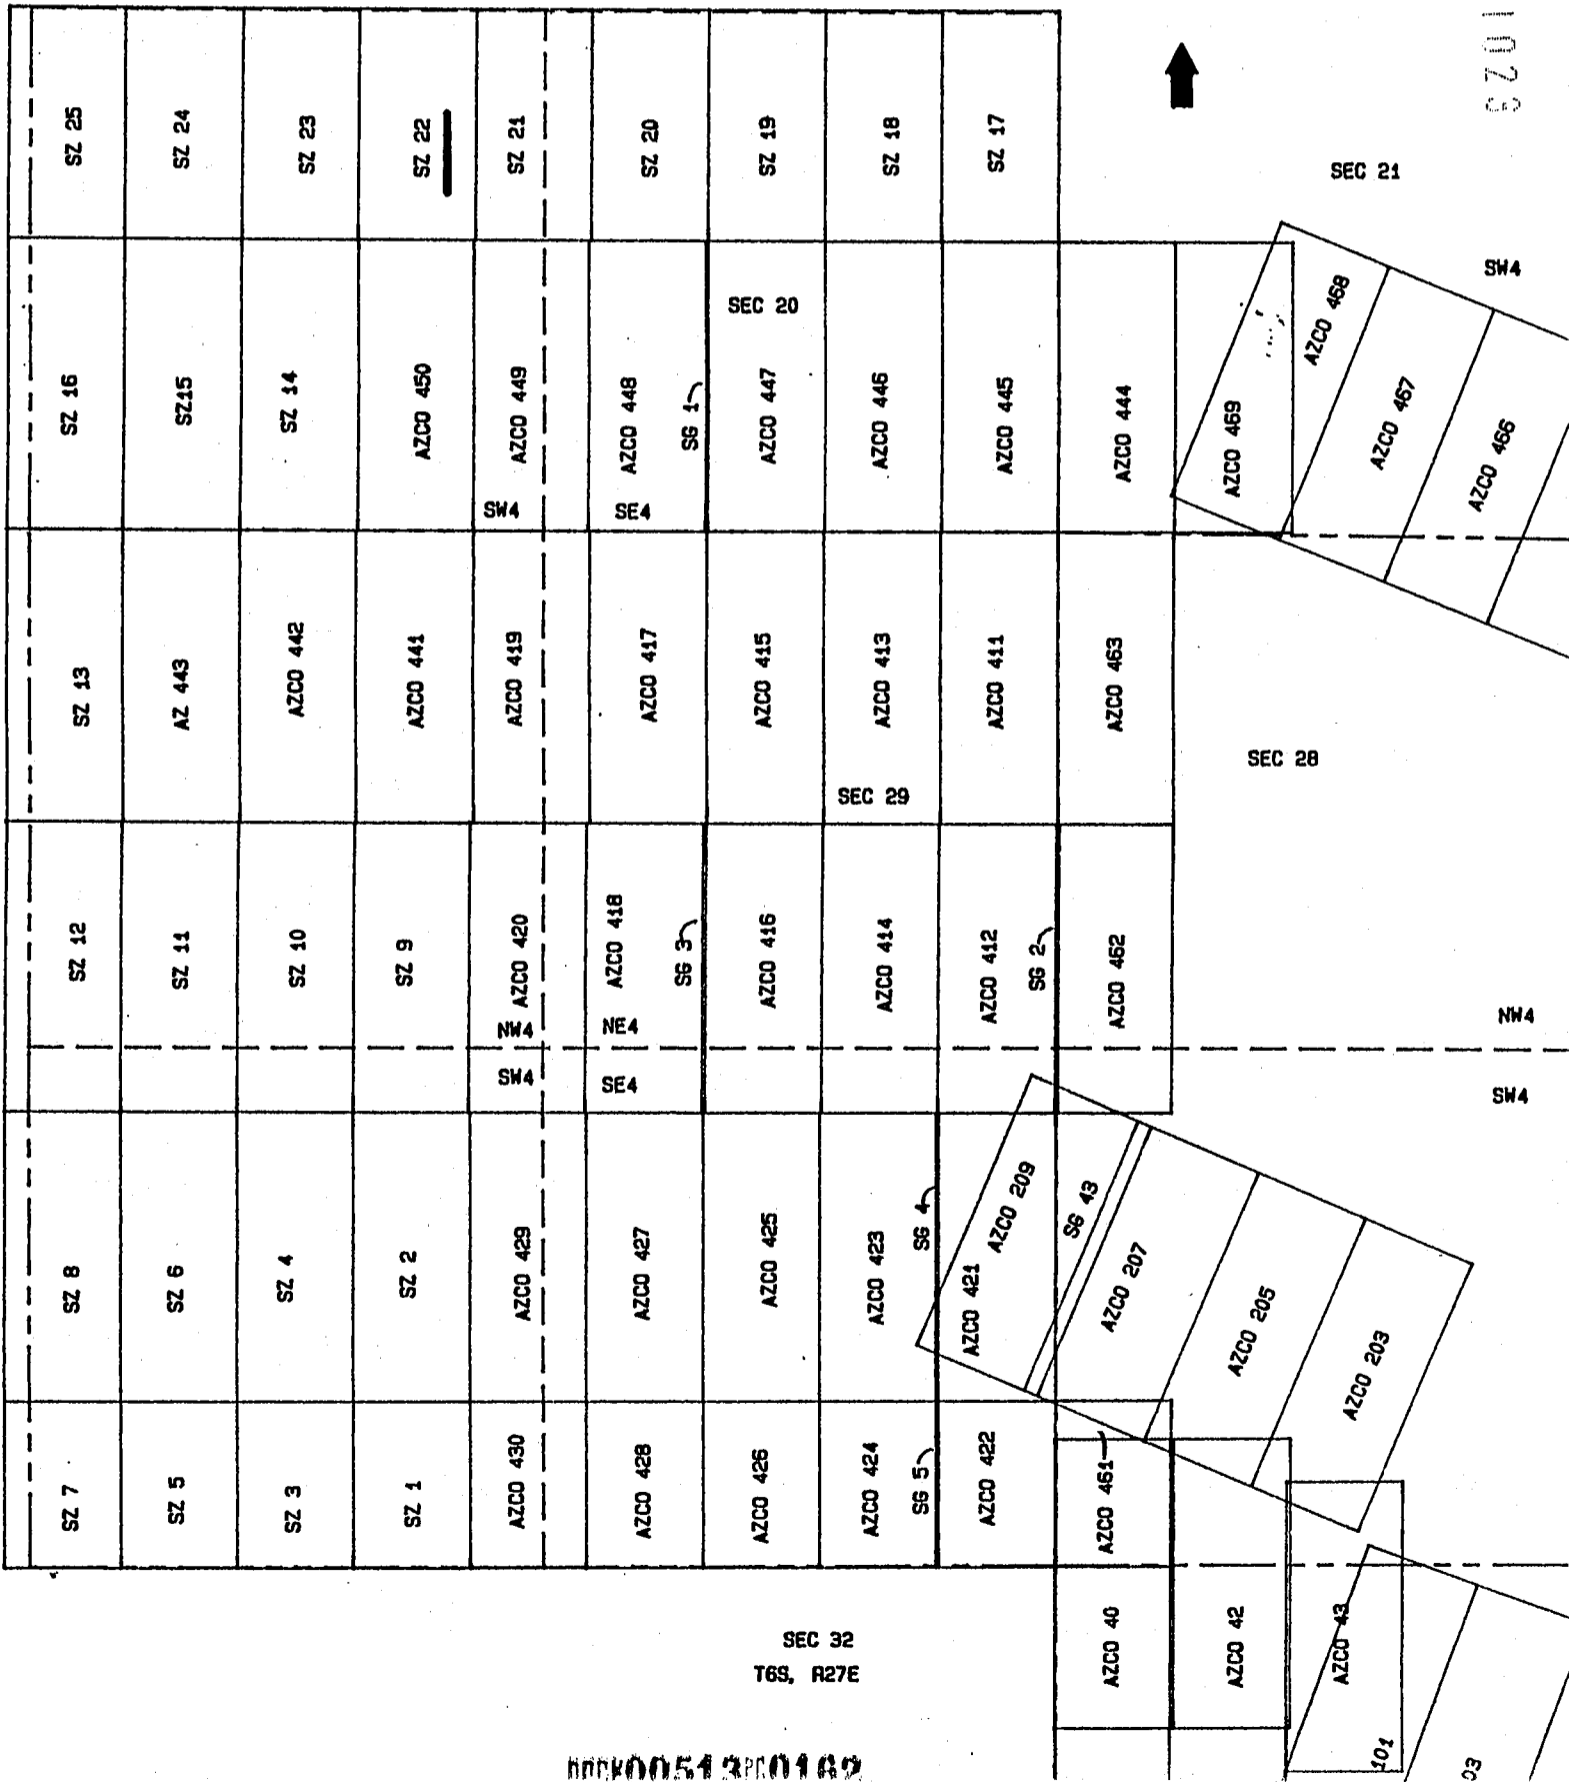 1023
SZ 25
SZ 24
SZ 23
SZ 22
SZ 21
SZ 20
SZ 19
SZ 18
SZ 17
SEC 21
SW4
SEC 20
SZ 16
SZ15
SZ 14
AZCO 450
AZCO 449
AZCO 448
SG 1
AZCO 447
AZCO 446
AZCO 445
AZCO 444
AZCO 469
AZCO 468
AZCO 467
AZCO 466
SW4
SE4
SZ 13
AZ 443
AZCO 442
AZCO 441
AZCO 419
AZCO 417
AZCO 415
AZCO 413
AZCO 411
AZCO 463
SEC 28
SEC 29
SZ 12
SZ 11
SZ 10
SZ 9
AZCO 420
AZCO 418
SG 3
AZCO 416
AZCO 414
AZCO 412
SG 2
AZCO 462
NW4
NE4
NW4
SW4
SE4
SW4
SZ 8
SZ 6
SZ 4
SZ 2
AZCO 429
AZCO 427
AZCO 425
AZCO 423
SG 4
AZCO 421
AZCO 209
SG 43
AZCO 207
AZCO 205
AZCO 203
SZ 7
SZ 5
SZ 3
SZ 1
AZCO 430
AZCO 428
AZCO 426
AZCO 424
SG 5
AZCO 422
AZCO 461
AZCO 40
AZCO 42
AZCO 43
SEC 32
T6S, R27E
101
03
00513 0162